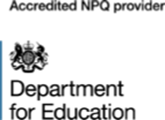 Accredited NPQ provider
Department
for Education